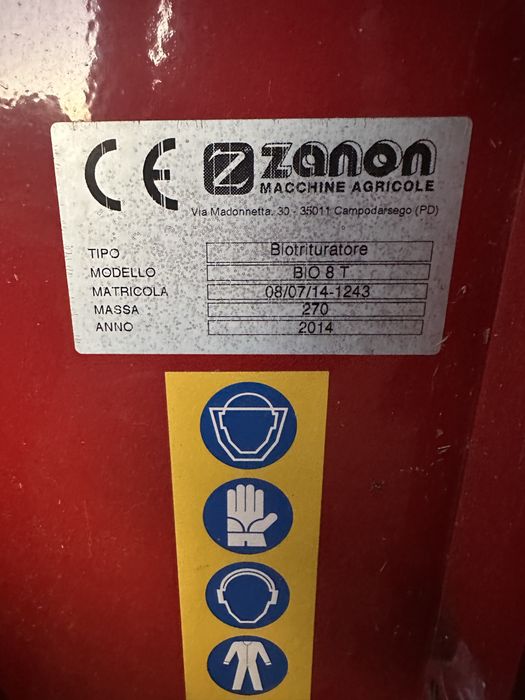 CE Z zanon
MACCHINE AGRICOLE
Via Madonnetta, 30 - 35011 Campodarsego (PD)
TIPO Biotrituratore
MODELLO BIO 8 T
MATRICOLA 08/07/14-1243
MASSA 270
ANNO 2014